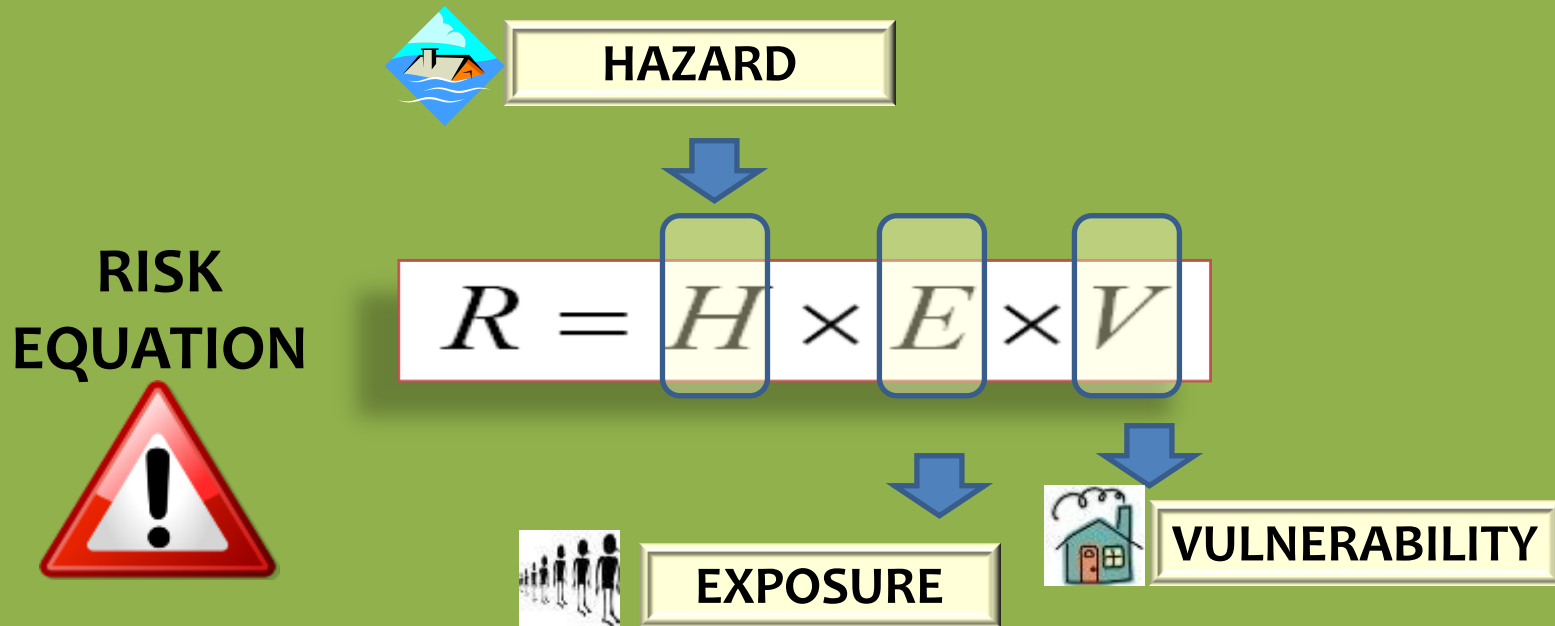 HAZARD
RISK
EQUATION
R = H × E × V
VULNERABILITY
EXPOSURE